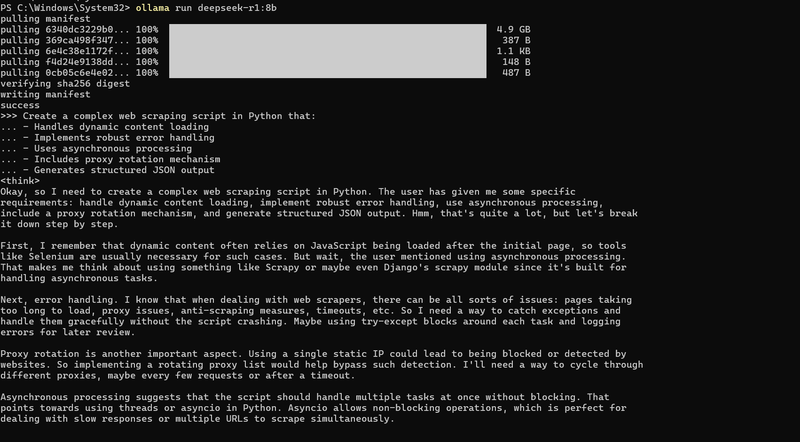 PS C:\Windows\System32> ollama run deepseek-r1:8b
pulling manifest
pulling 6340dc3229b0... 100% 4.9 GB
pulling 369ca498f347... 100% 387 B
pulling 6e4c38e1172f... 100% 1.1 KB
pulling f4d24e9138dd... 100% 148 B
pulling 0cb05c6e4e02... 100% 487 B
verifying sha256 digest
writing manifest
success
>>> Create a complex web scraping script in Python that:
... - Handles dynamic content loading
... - Implements robust error handling
... - Uses asynchronous processing
... - Includes proxy rotation mechanism
... - Generates structured JSON output
<think>
Okay, so I need to create a complex web scraping script in Python. The user has given me some specific
requirements: handle dynamic content loading, implement robust error handling, use asynchronous processing,
include a proxy rotation mechanism, and generate structured JSON output. Hmm, that's quite a lot, but let's break
it down step by step.

First, I remember that dynamic content often relies on JavaScript being loaded after the initial page, so tools
like Selenium are usually necessary for such cases. But wait, the user mentioned using asynchronous processing.
That makes me think about using something like Scrapy or maybe even Django's scrapy module since it's built for
handling asynchronous tasks.

Next, error handling. I know that when dealing with web scrapers, there can be all sorts of issues: pages taking
too long to load, proxy issues, anti-scraping measures, timeouts, etc. So I need a way to catch exceptions and
handle them gracefully without the script crashing. Maybe using try-except blocks around each task and logging
errors for later review.

Proxy rotation is another important aspect. Using a single static IP could lead to being blocked or detected by
websites. So implementing a rotating proxy list would help bypass such detection. I'll need a way to cycle through
different proxies, maybe every few requests or after a timeout.

Asynchronous processing suggests that the script should handle multiple tasks at once without blocking. That
points towards using threads or asyncio in Python. Asyncio allows non-blocking operations, which is perfect for
dealing with slow responses or multiple URLs to scrape simultaneously.